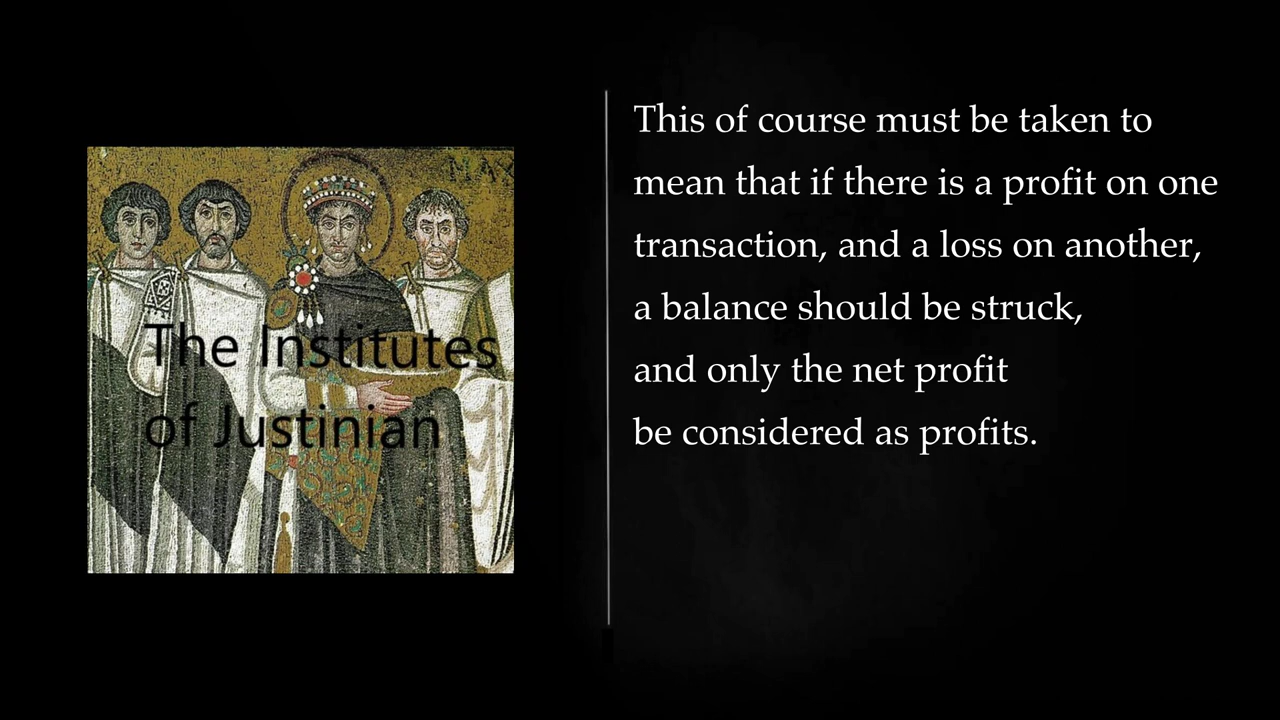 The Institutes
of Justinian
This of course must be taken to
mean that if there is a profit on one
transaction, and a loss on another,
a balance should be struck,
and only the net profit
be considered as profits.